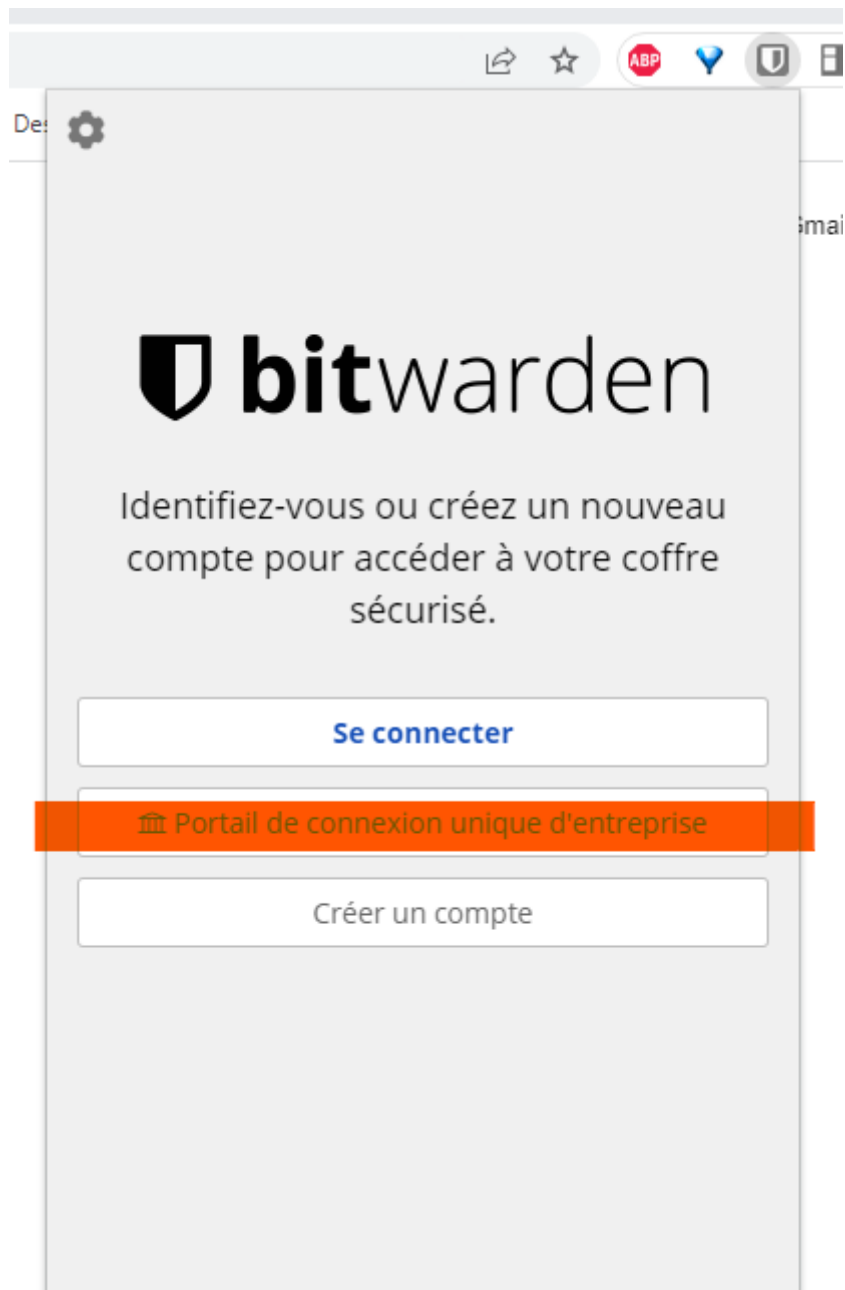 ABP
bitwarden
Identifiez-vous ou créez un nouveau
compte pour accéder à votre coffre
sécurisé.
Se connecter
Portail de connexion unique d'entreprise
Créer un compte